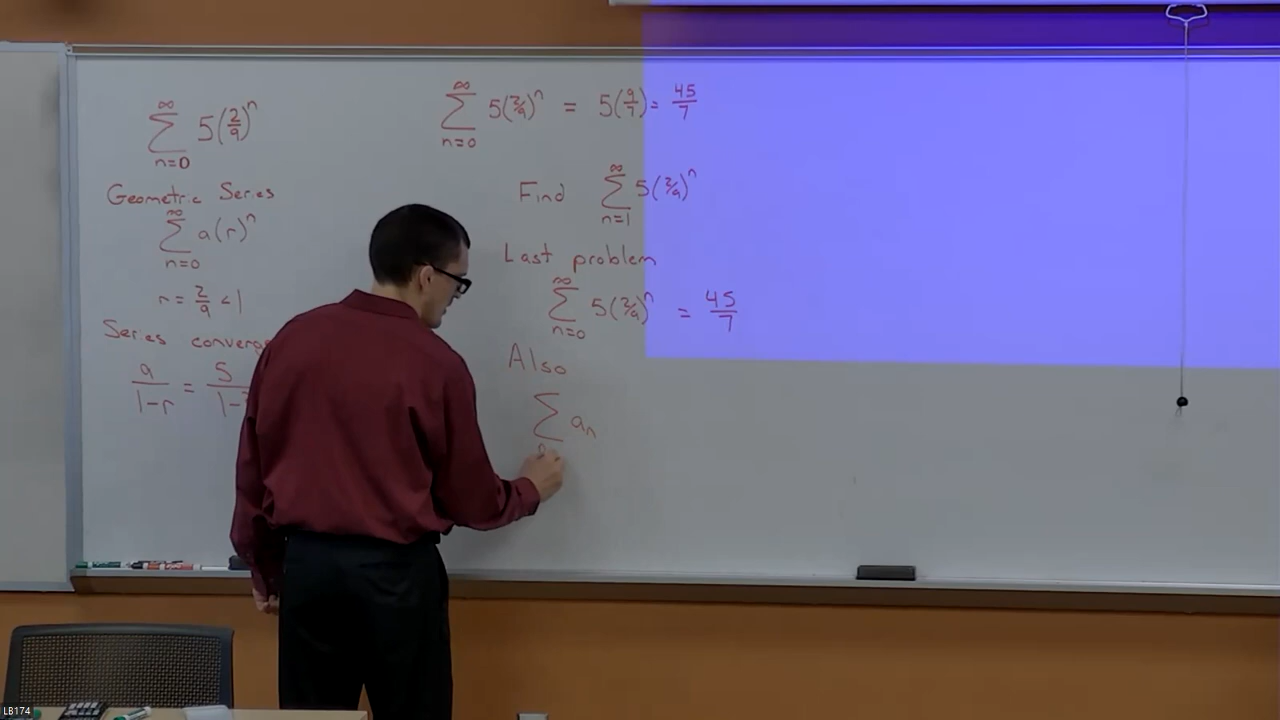 ∞
∑ 5(2/9)^n
n=0
Geometric Series
∞
∑ a(r)^n
n=0
r = 2/9 < 1
Series
a/(1-r) = 5/
∞
∑ 5(2/9)^n = 5(9/7) = 45/7
n=0
Find ∞
∑ 5(2/9)^n
n=1
Last problem
∞
∑ 5(2/9)^n = 45/7
n=0
Also
∑ a_n
LB174